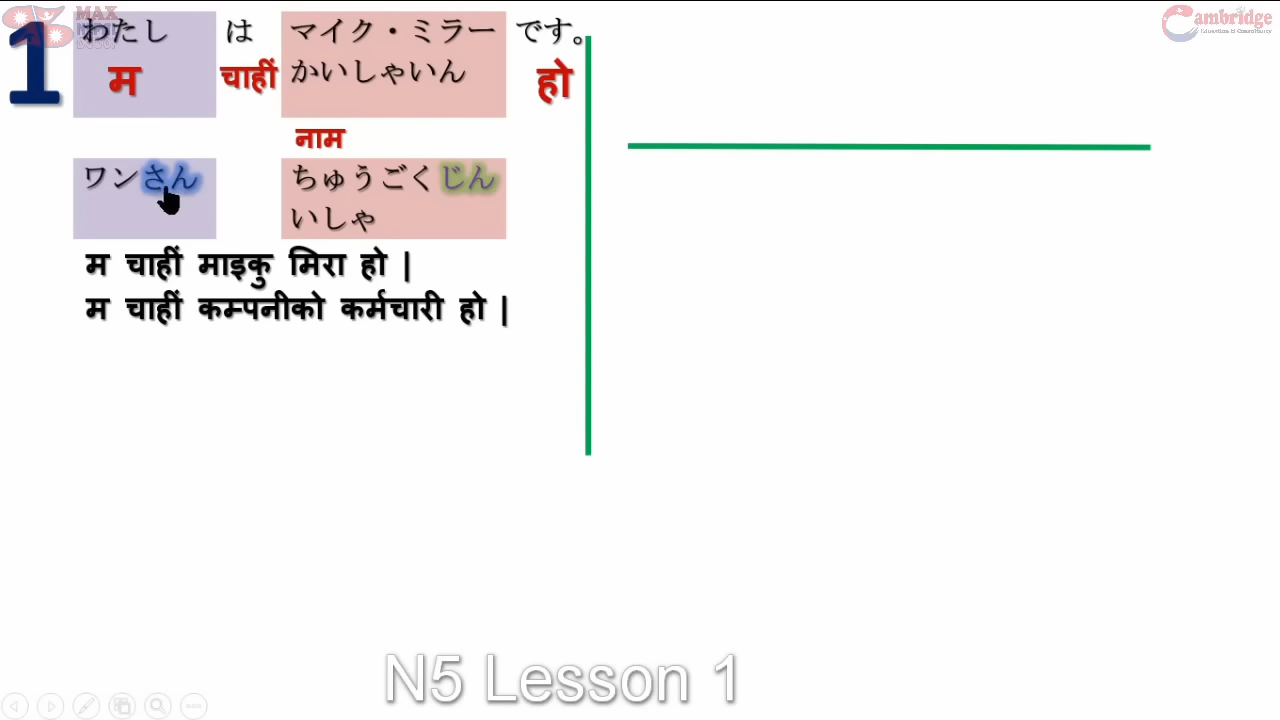 1
わたし は マイク・ミラー です。
म चाहीं かいしゃいん हो
नाम
ワンさん ちゅうごくじん
いしゃ
म चाहीं माइकु मिरा हो |
म चाहीं कम्पनीको कर्मचारी हो |
N5 Lesson 1
MAX
Cambridge